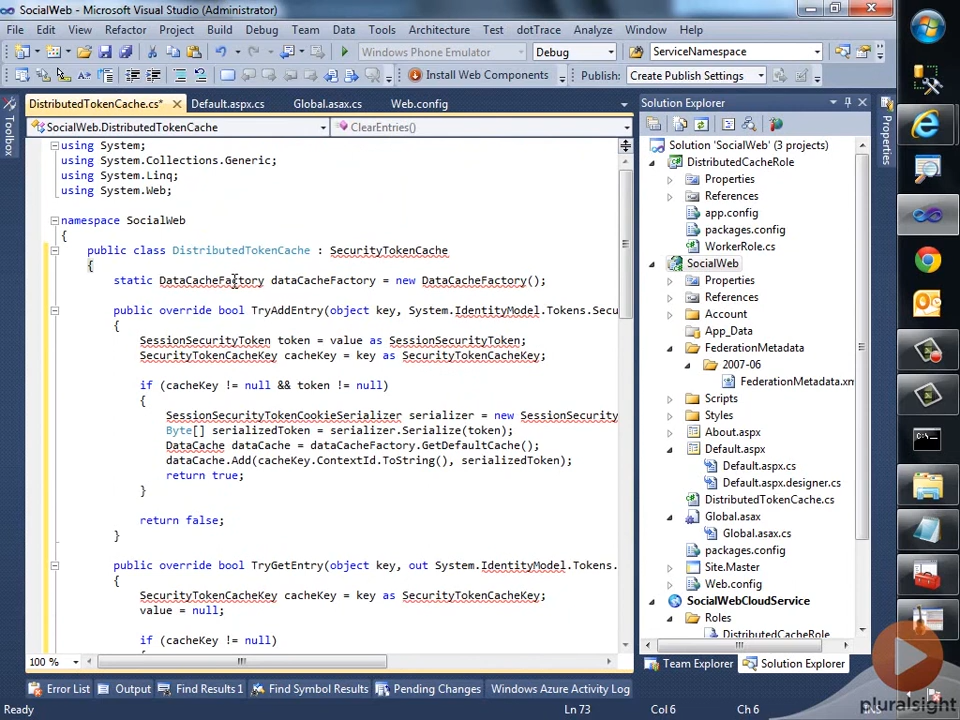 SocialWeb - Microsoft Visual Studio (Administrator)
File Edit View Refactor Project Build Debug Team Data Tools Architecture Test dotTrace Analyze Window Help
Windows Phone Emulator Debug ServiceNamespace
Install Web Components Publish: Create Publish Settings
DistributedTokenCache.cs* Default.aspx.cs Global.asax.cs Web.config
SocialWeb.DistributedTokenCache ClearEntries()
using System;
using System.Collections.Generic;
using System.Linq;
using System.Web;
namespace SocialWeb
{
public class DistributedTokenCache : SecurityTokenCache
{
static DataCacheFactory dataCacheFactory = new DataCacheFactory();
public override bool TryAddEntry(object key, System.IdentityModel.Tokens.Secu
{
SessionSecurityToken token = value as SessionSecurityToken;
SecurityTokenCacheKey cacheKey = key as SecurityTokenCacheKey;
if (cacheKey != null && token != null)
{
SessionSecurityTokenCookieSerializer serializer = new SessionSecurity
Byte[] serializedToken = serializer.Serialize(token);
DataCache dataCache = dataCacheFactory.GetDefaultCache();
dataCache.Add(cacheKey.ContextId.ToString(), serializedToken);
return true;
}
return false;
}
public override bool TryGetEntry(object key, out System.IdentityModel.Tokens.
{
SecurityTokenCacheKey cacheKey = key as SecurityTokenCacheKey;
value = null;
if (cacheKey != null)
100 %
Toolbox
Solution Explorer
Solution 'SocialWeb' (3 projects)
DistributedCacheRole
Properties
References
app.config
packages.config
WorkerRole.cs
SocialWeb
Properties
References
Account
App_Data
FederationMetadata
2007-06
FederationMetadata.xm
Scripts
Styles
About.aspx
Default.aspx
Default.aspx.cs
Default.aspx.designer.cs
DistributedTokenCache.cs
Global.asax
Global.asax.cs
packages.config
Site.Master
Web.config
SocialWebCloudService
Roles
DistributedCacheRole
Team Explorer Solution Explorer
Properties
Error List Output Find Results 1 Find Symbol Results Pending Changes Windows Azure Activity Log
Ready Ln 73 Col 6 Ch 6 INS
pluralsight